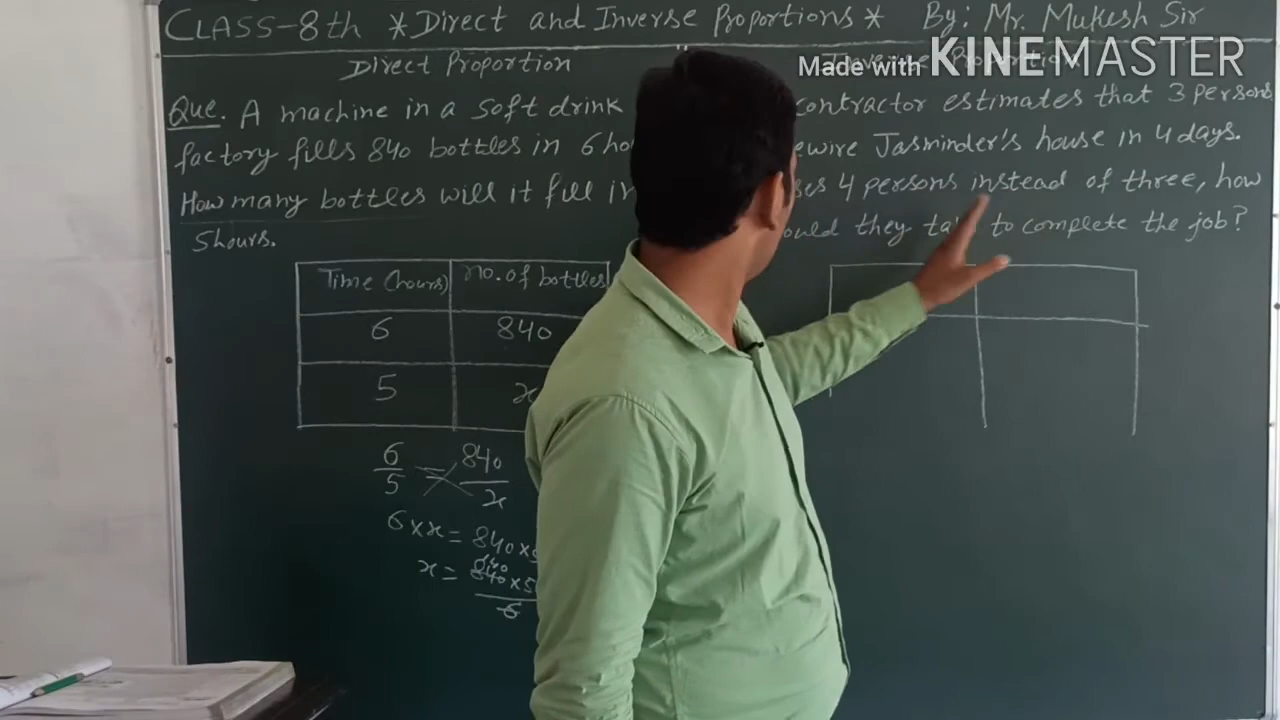 CLASS-8th *Direct and Inverse Proportions* By: Mr. Mukesh Sir
Direct Proportion
Made with KINEMASTER
Que. A machine in a soft drink
factory fills 840 bottles in 6
How many bottles will it fill in
5hours.
contractor estimates that 3 persons
Jasminder's house in 4 days.
4 persons instead of three, how
they to complete the job?
Time (hours) no. of bottles
6 840
5 x
6/5 = 840/x
6 × x = 840 ×
x = 840 × 5
6